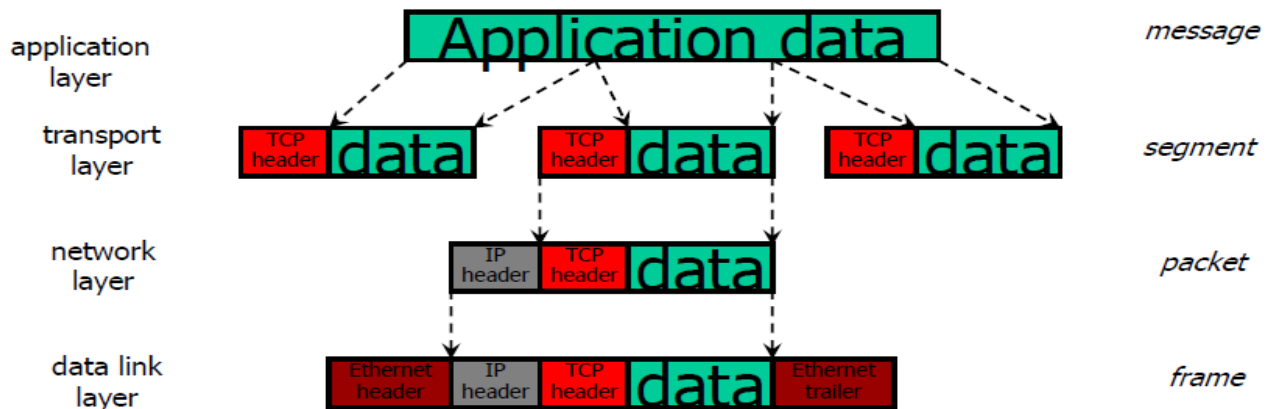 application
layer
Application data
message
transport
layer
TCP
header
data
TCP
header
data
TCP
header
data
segment
network
layer
IP
header
TCP
header
data
packet
data link
layer
Ethernet
header
IP
header
TCP
header
data
Ethernet
trailer
frame